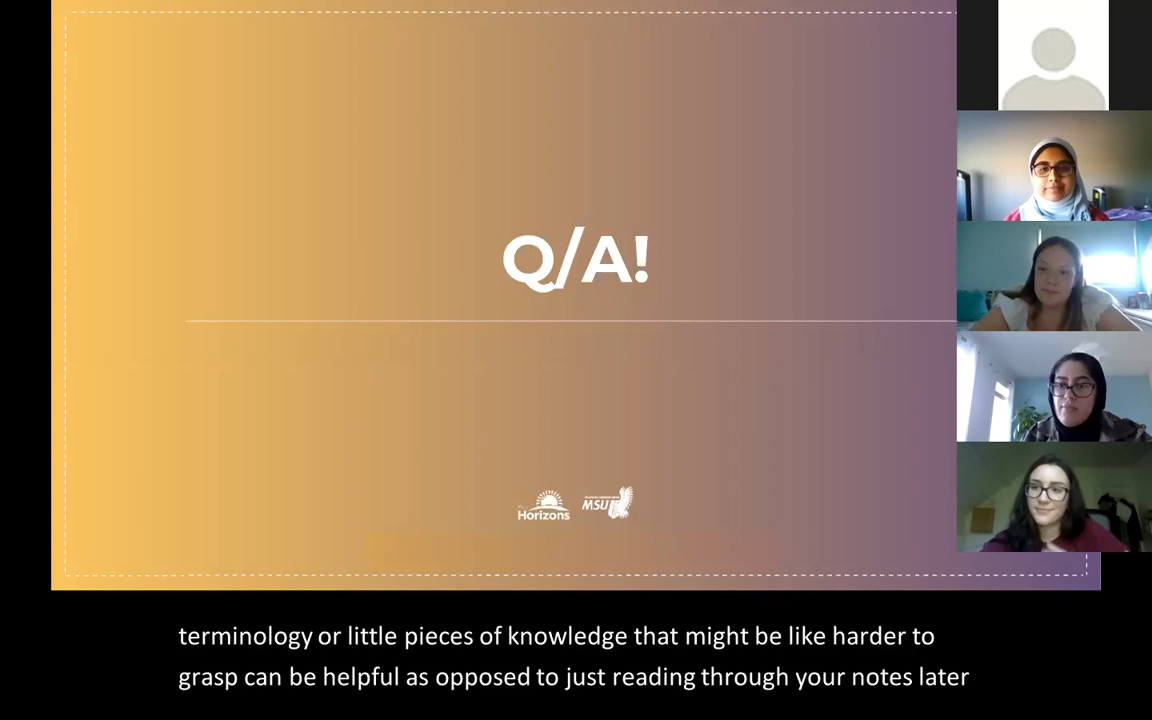 Q/A!
Horizons
MSU
terminology or little pieces of knowledge that might be like harder to
grasp can be helpful as opposed to just reading through your notes later